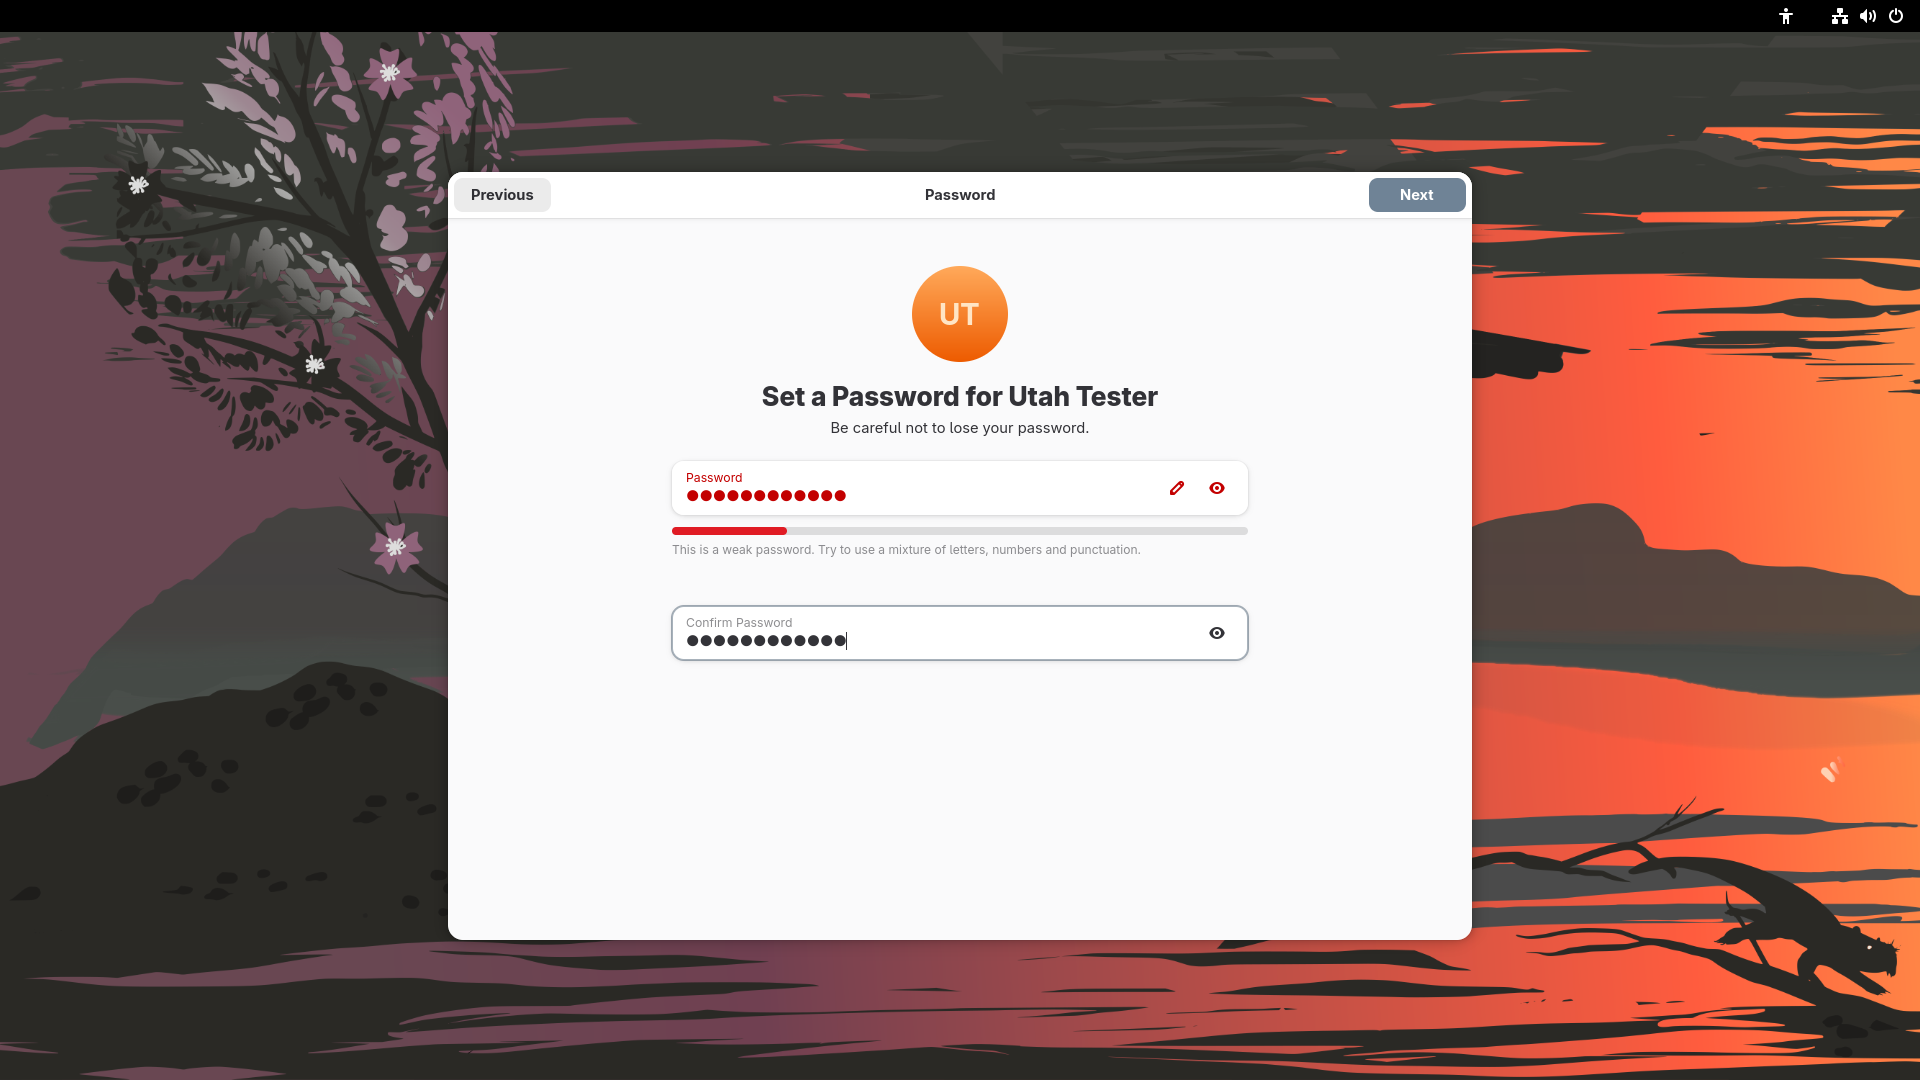 Previous
Password
Next
UT
Set a Password for Utah Tester
Be careful not to lose your password.
Password
●●●●●●●●●●●●
This is a weak password. Try to use a mixture of letters, numbers and punctuation.
Confirm Password
●●●●●●●●●●●●